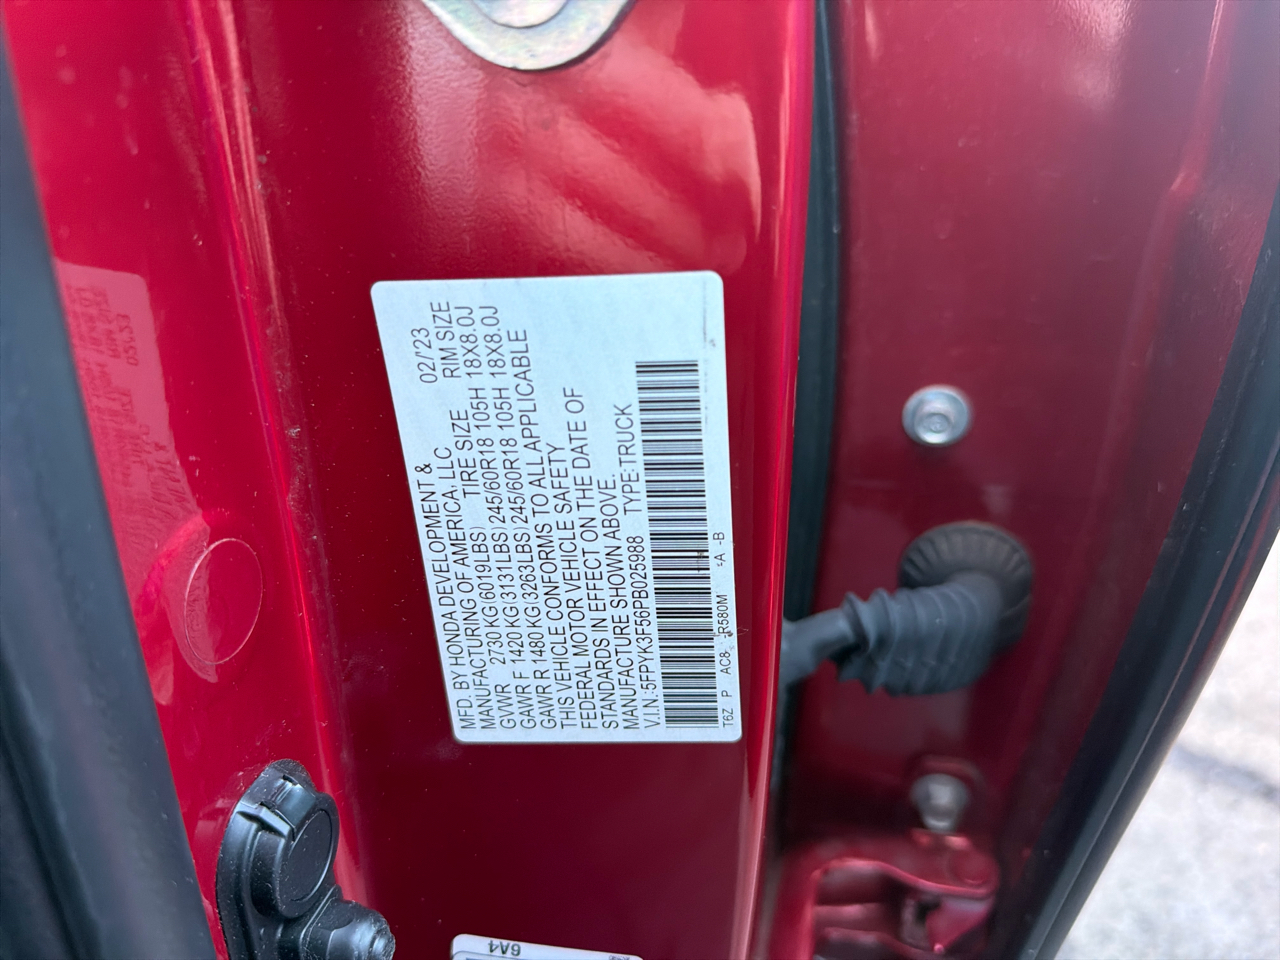 MFD. BY HONDA DEVELOPMENT &
MANUFACTURING OF AMERICA, LLC 02/'23
GVWR 2730 KG(6019LBS) TIRE SIZE RIM SIZE
GAWR F 1420 KG(3131LBS) 245/60R18 105H 18X8.0J
GAWR R 1480 KG(3263LBS) 245/60R18 105H 18X8.0J
THIS VEHICLE CONFORMS TO ALL APPLICABLE
FEDERAL MOTOR VEHICLE SAFETY
STANDARDS IN EFFECT ON THE DATE OF
MANUFACTURE SHOWN ABOVE.
V.I.N.:5FPYK3F56PB025988 TYPE:TRUCK
T6Z P AC8 -R580M -A -B
6A4